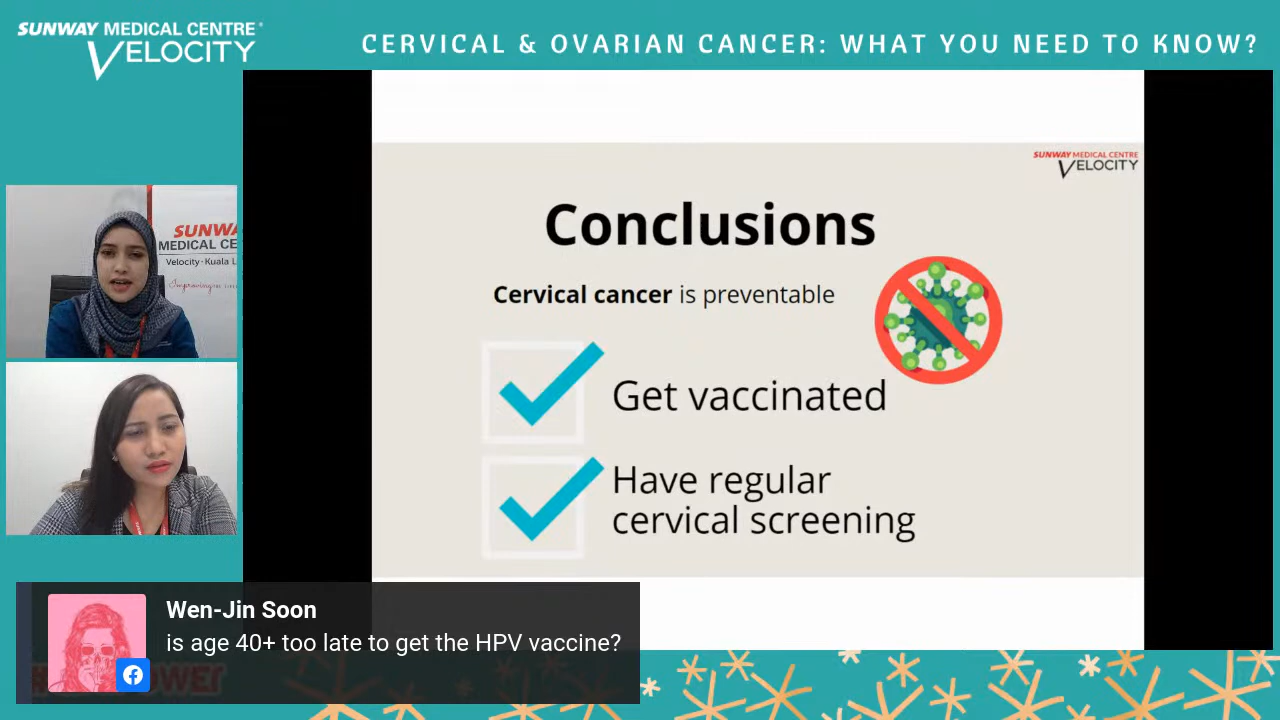 SUNWAY MEDICAL CENTRE
VELOCITY
CERVICAL & OVARIAN CANCER: WHAT YOU NEED TO KNOW?
SUNWAY MEDICAL CENTRE
VELOCITY
Conclusions
Cervical cancer is preventable
Get vaccinated
Have regular
cervical screening
SUNWA
MEDICAL CEN
Velocity · Kuala L
Wen-Jin Soon
is age 40+ too late to get the HPV vaccine?